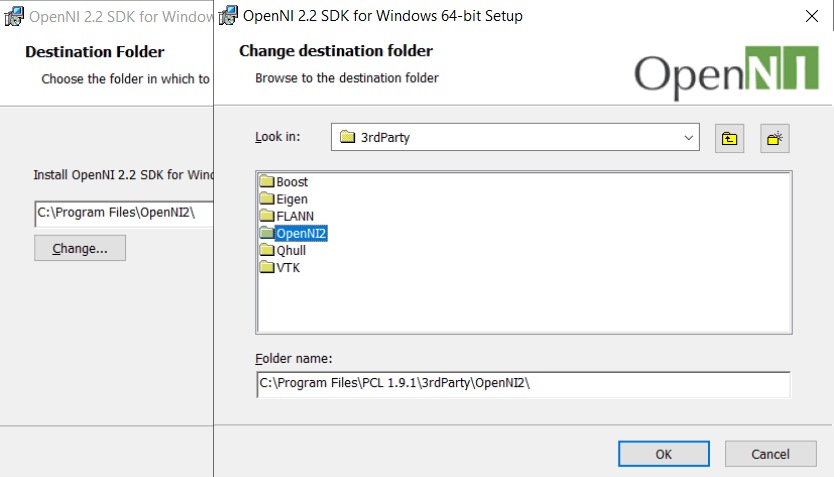 OpenNI 2.2 SDK for Window
Destination Folder
Choose the folder in which to
Install OpenNI 2.2 SDK for Wind
C:\Program Files\OpenNI2\
Change...
OpenNI 2.2 SDK for Windows 64-bit Setup
Change destination folder
Browse to the destination folder
OpenNI
Look in:
3rdParty
Boost
Eigen
FLANN
OpenNI2
Qhull
VTK
Folder name:
C:\Program Files\PCL 1.9.1\3rdParty\OpenNI2\
OK
Cancel